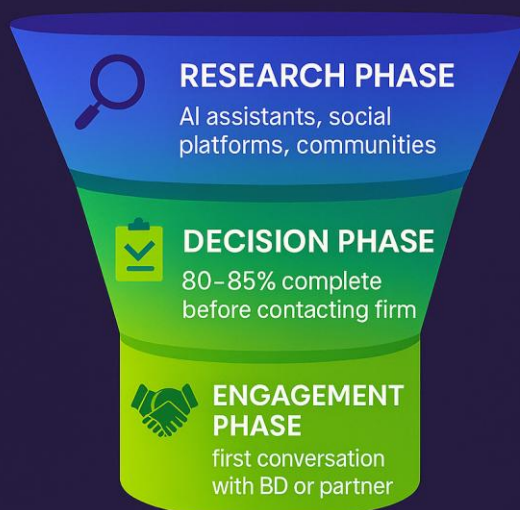 RESEARCH PHASE
AI assistants, social
platforms, communities
DECISION PHASE
80–85% complete
before contacting firm
ENGAGEMENT
PHASE
first conversation
with BD or partner